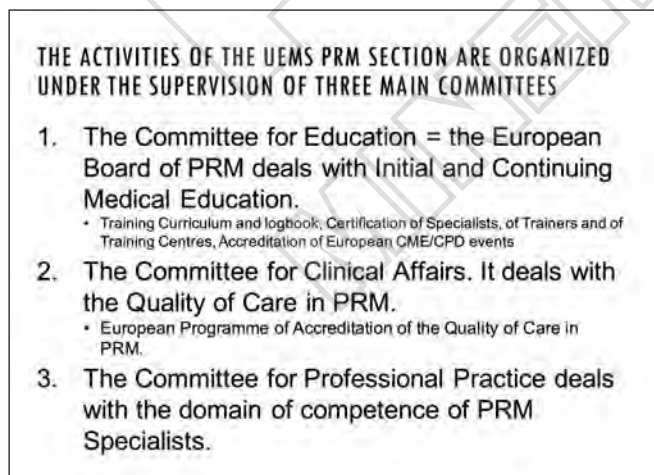 THE ACTIVITIES OF THE UEMS PRM SECTION ARE ORGANIZED
UNDER THE SUPERVISION OF THREE MAIN COMMITTEES
1. The Committee for Education = the European
Board of PRM deals with Initial and Continuing
Medical Education.
• Training Curriculum and logbook, Certification of Specialists, of Trainers and of
Training Centres, Accreditation of European CME/CPD events
2. The Committee for Clinical Affairs. It deals with
the Quality of Care in PRM.
• European Programme of Accreditation of the Quality of Care in
PRM.
3. The Committee for Professional Practice deals
with the domain of competence of PRM
Specialists.